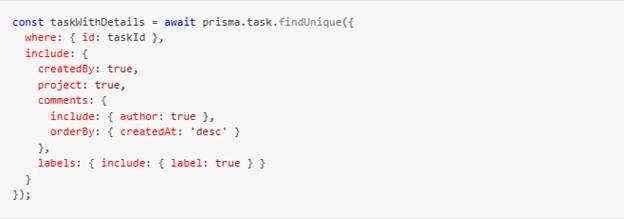 const taskWithDetails = await prisma.task.findUnique({
  where: { id: taskId },
  include: {
    createdBy: true,
    project: true,
    comments: {
      include: { author: true },
      orderBy: { createdAt: 'desc' }
    },
    labels: { include: { label: true } }
  }
});